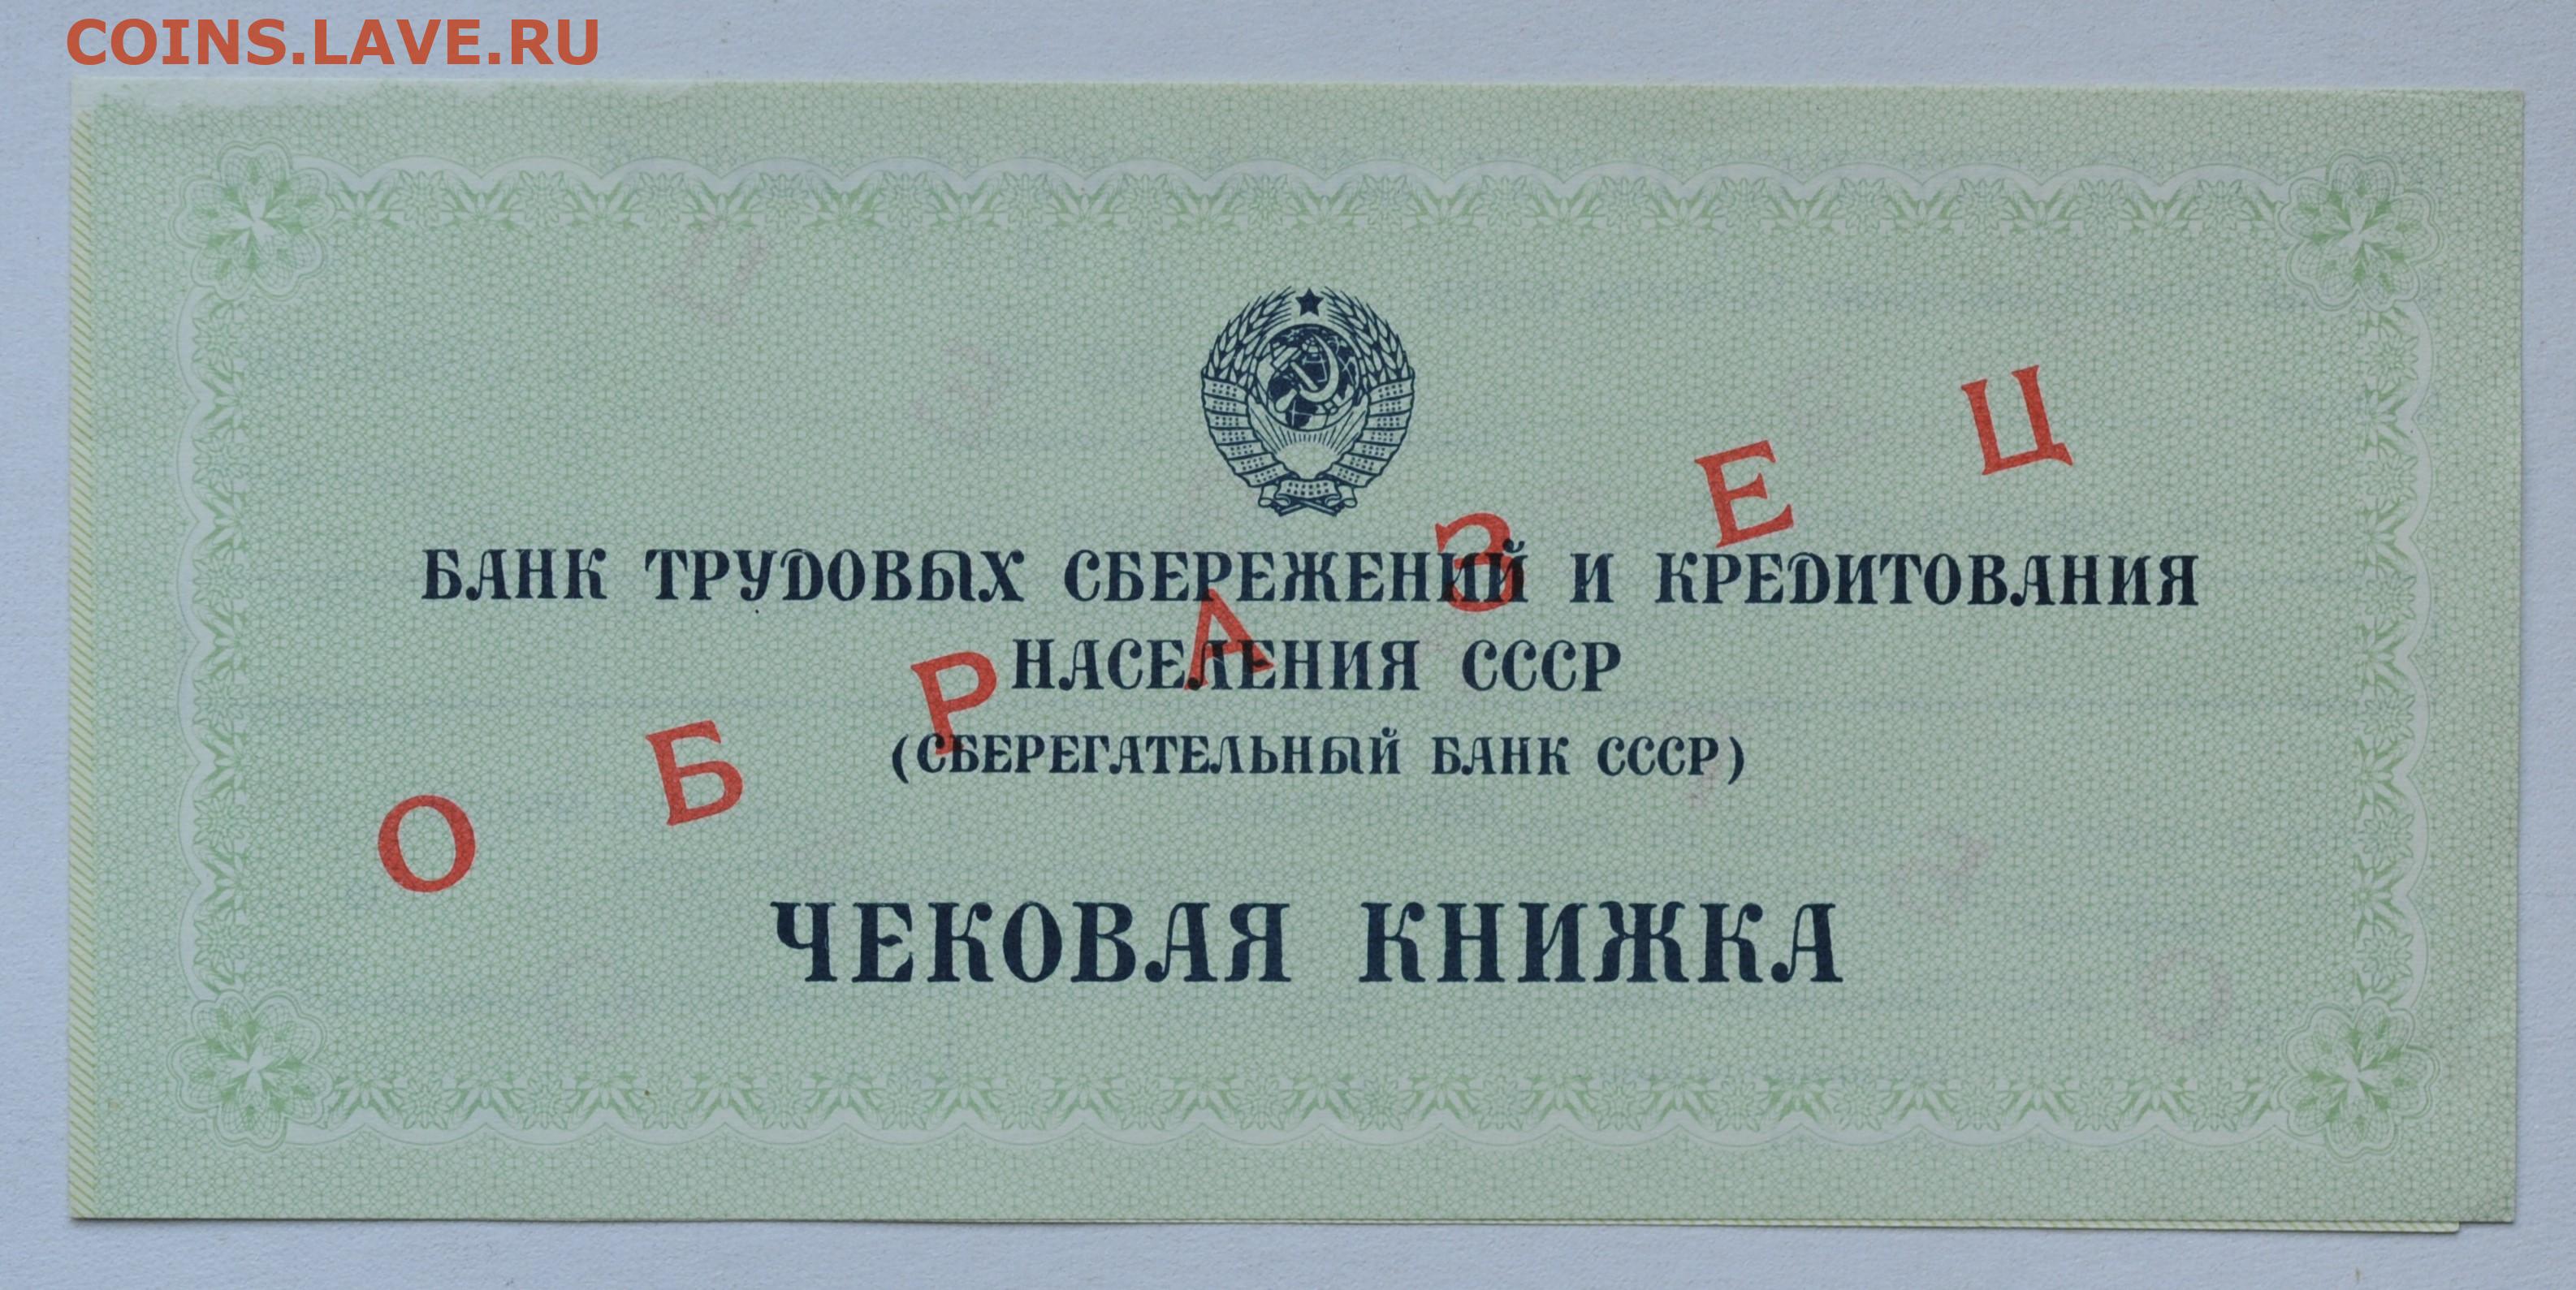 COINS.LAVE.RU
БАНК ТРУДОВЫХ СБЕРЕЖЕНИЙ И КРЕДИТОВАНИЯ
НАСЕЛЕНИЯ СССР
(СБЕРЕГАТЕЛЬНЫЙ БАНК СССР)
ОБРАЗЕЦ
ЧЕКОВАЯ КНИЖКА